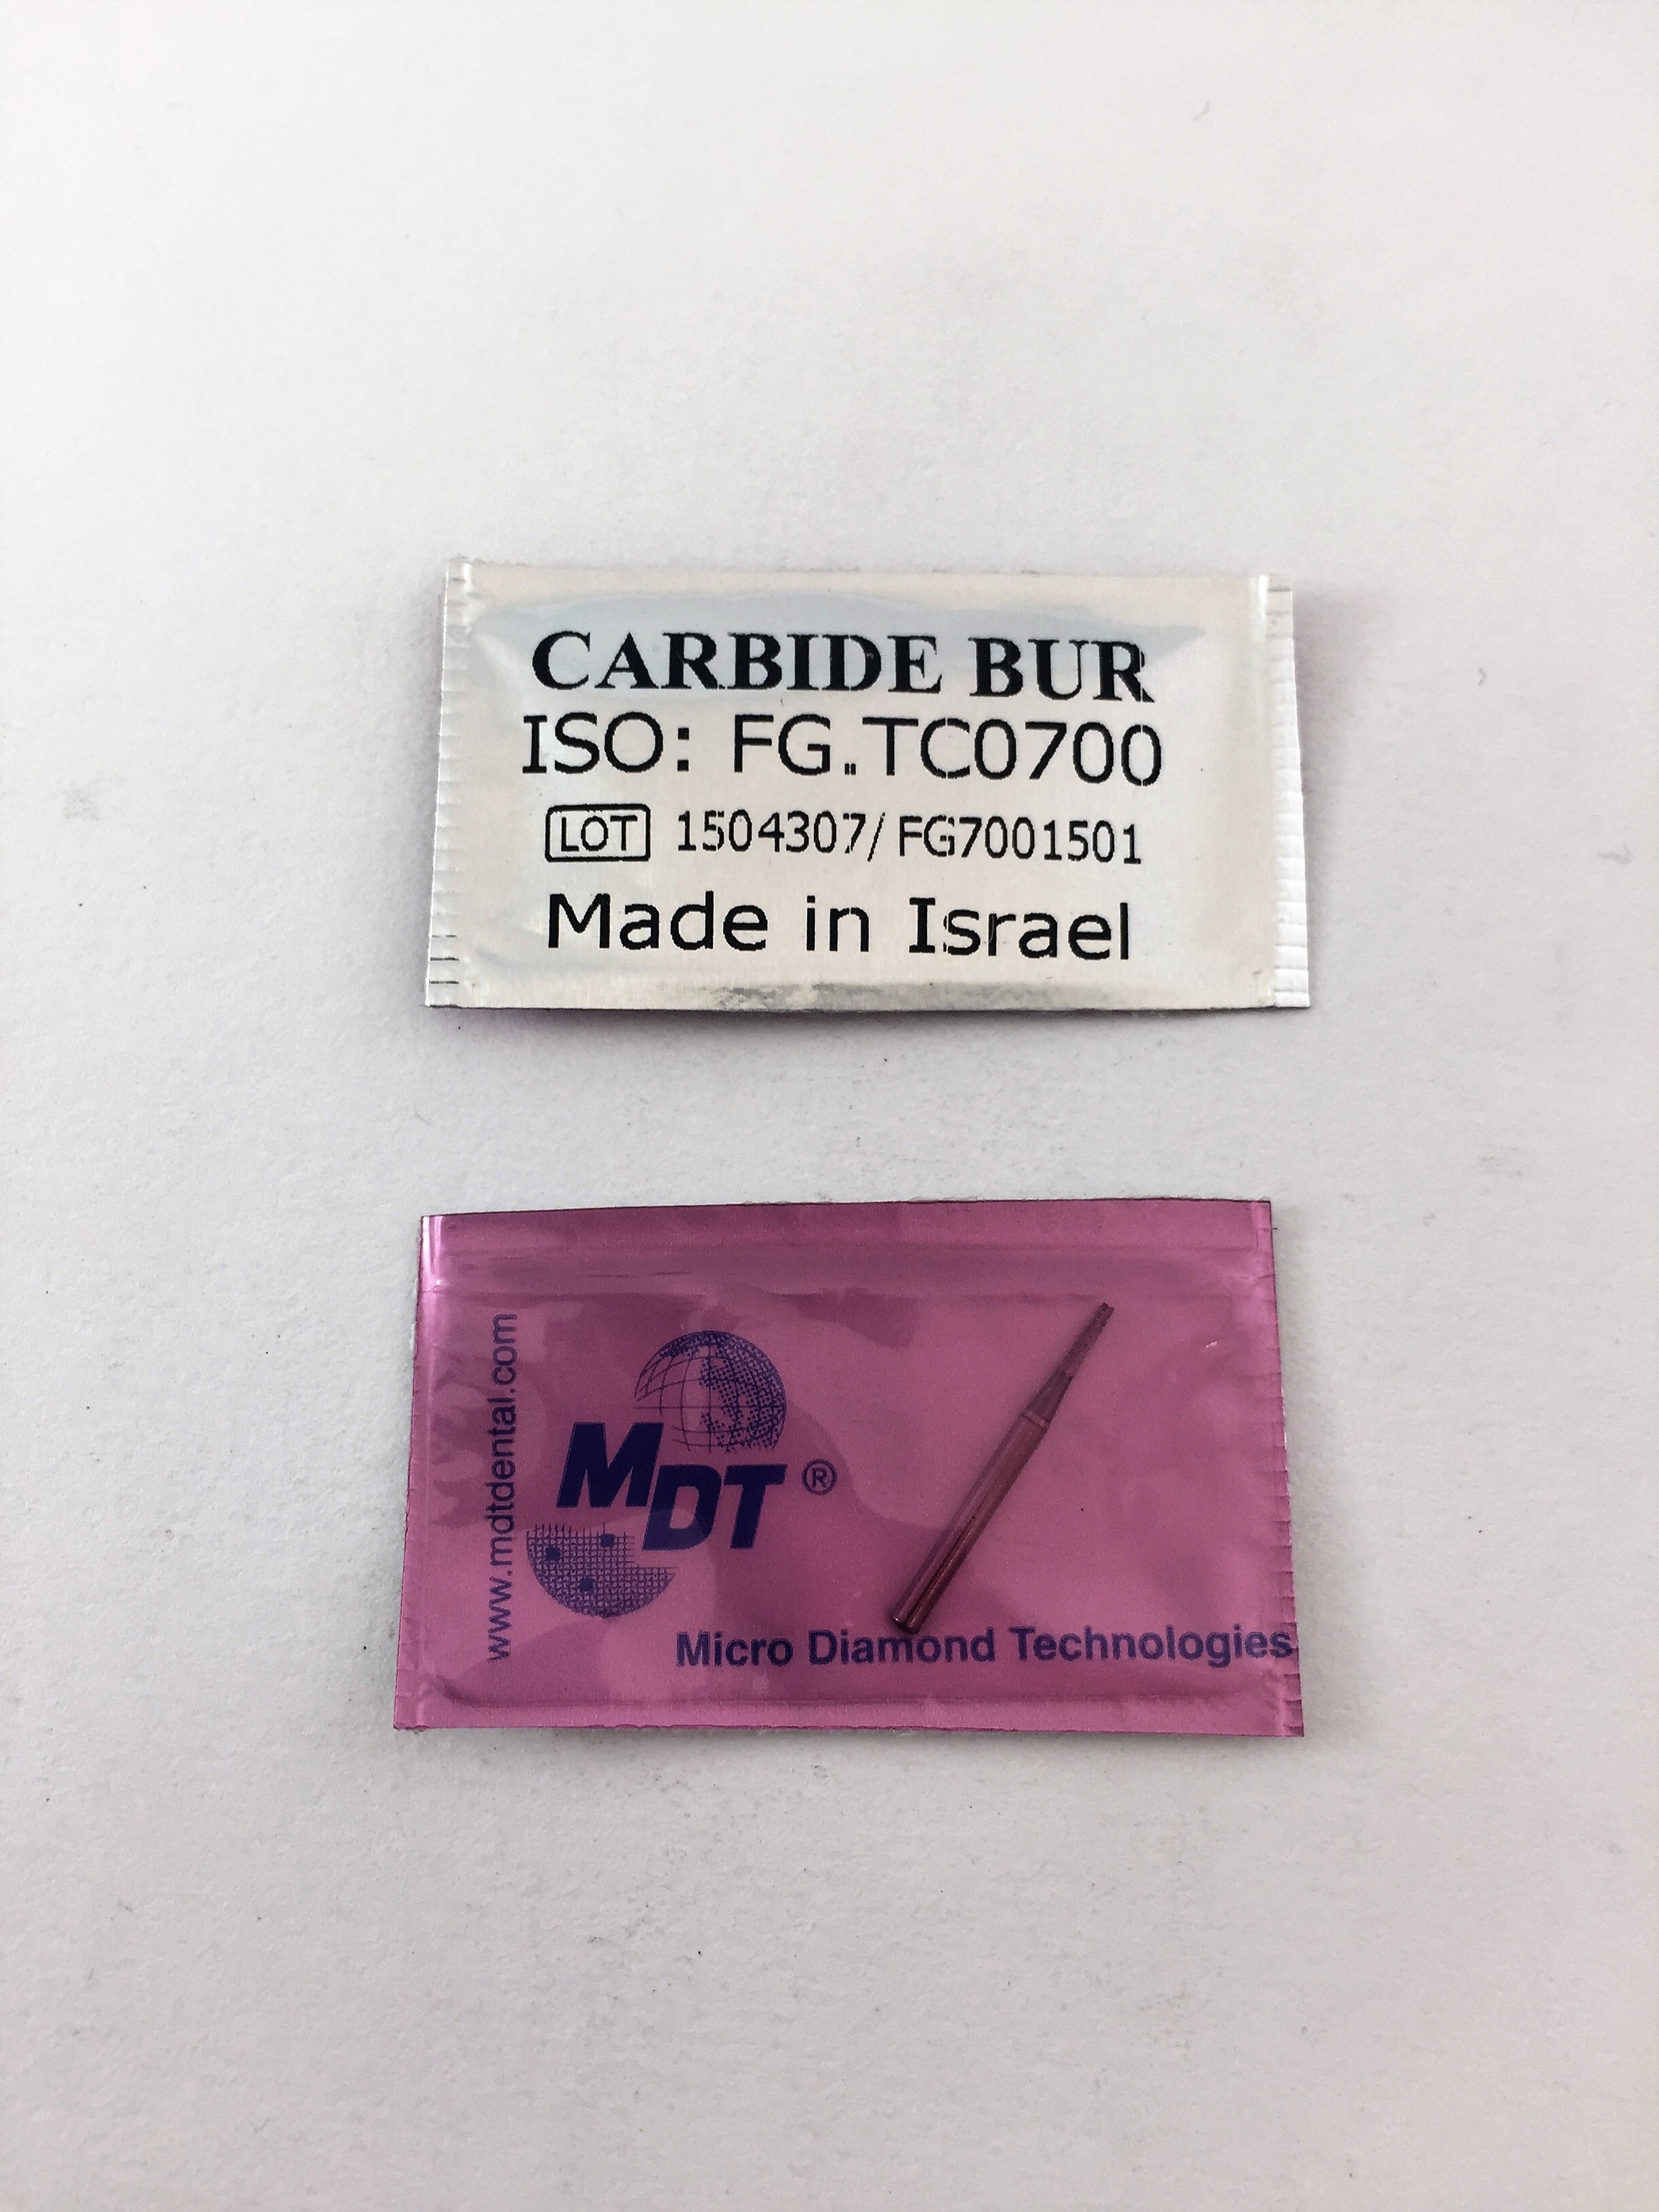 CARBIDE BUR
ISO: FG.TC0700
LOT 1504307/FG7001501
Made in Israel
www.mdtdental.com
MDT®
Micro Diamond Technologies